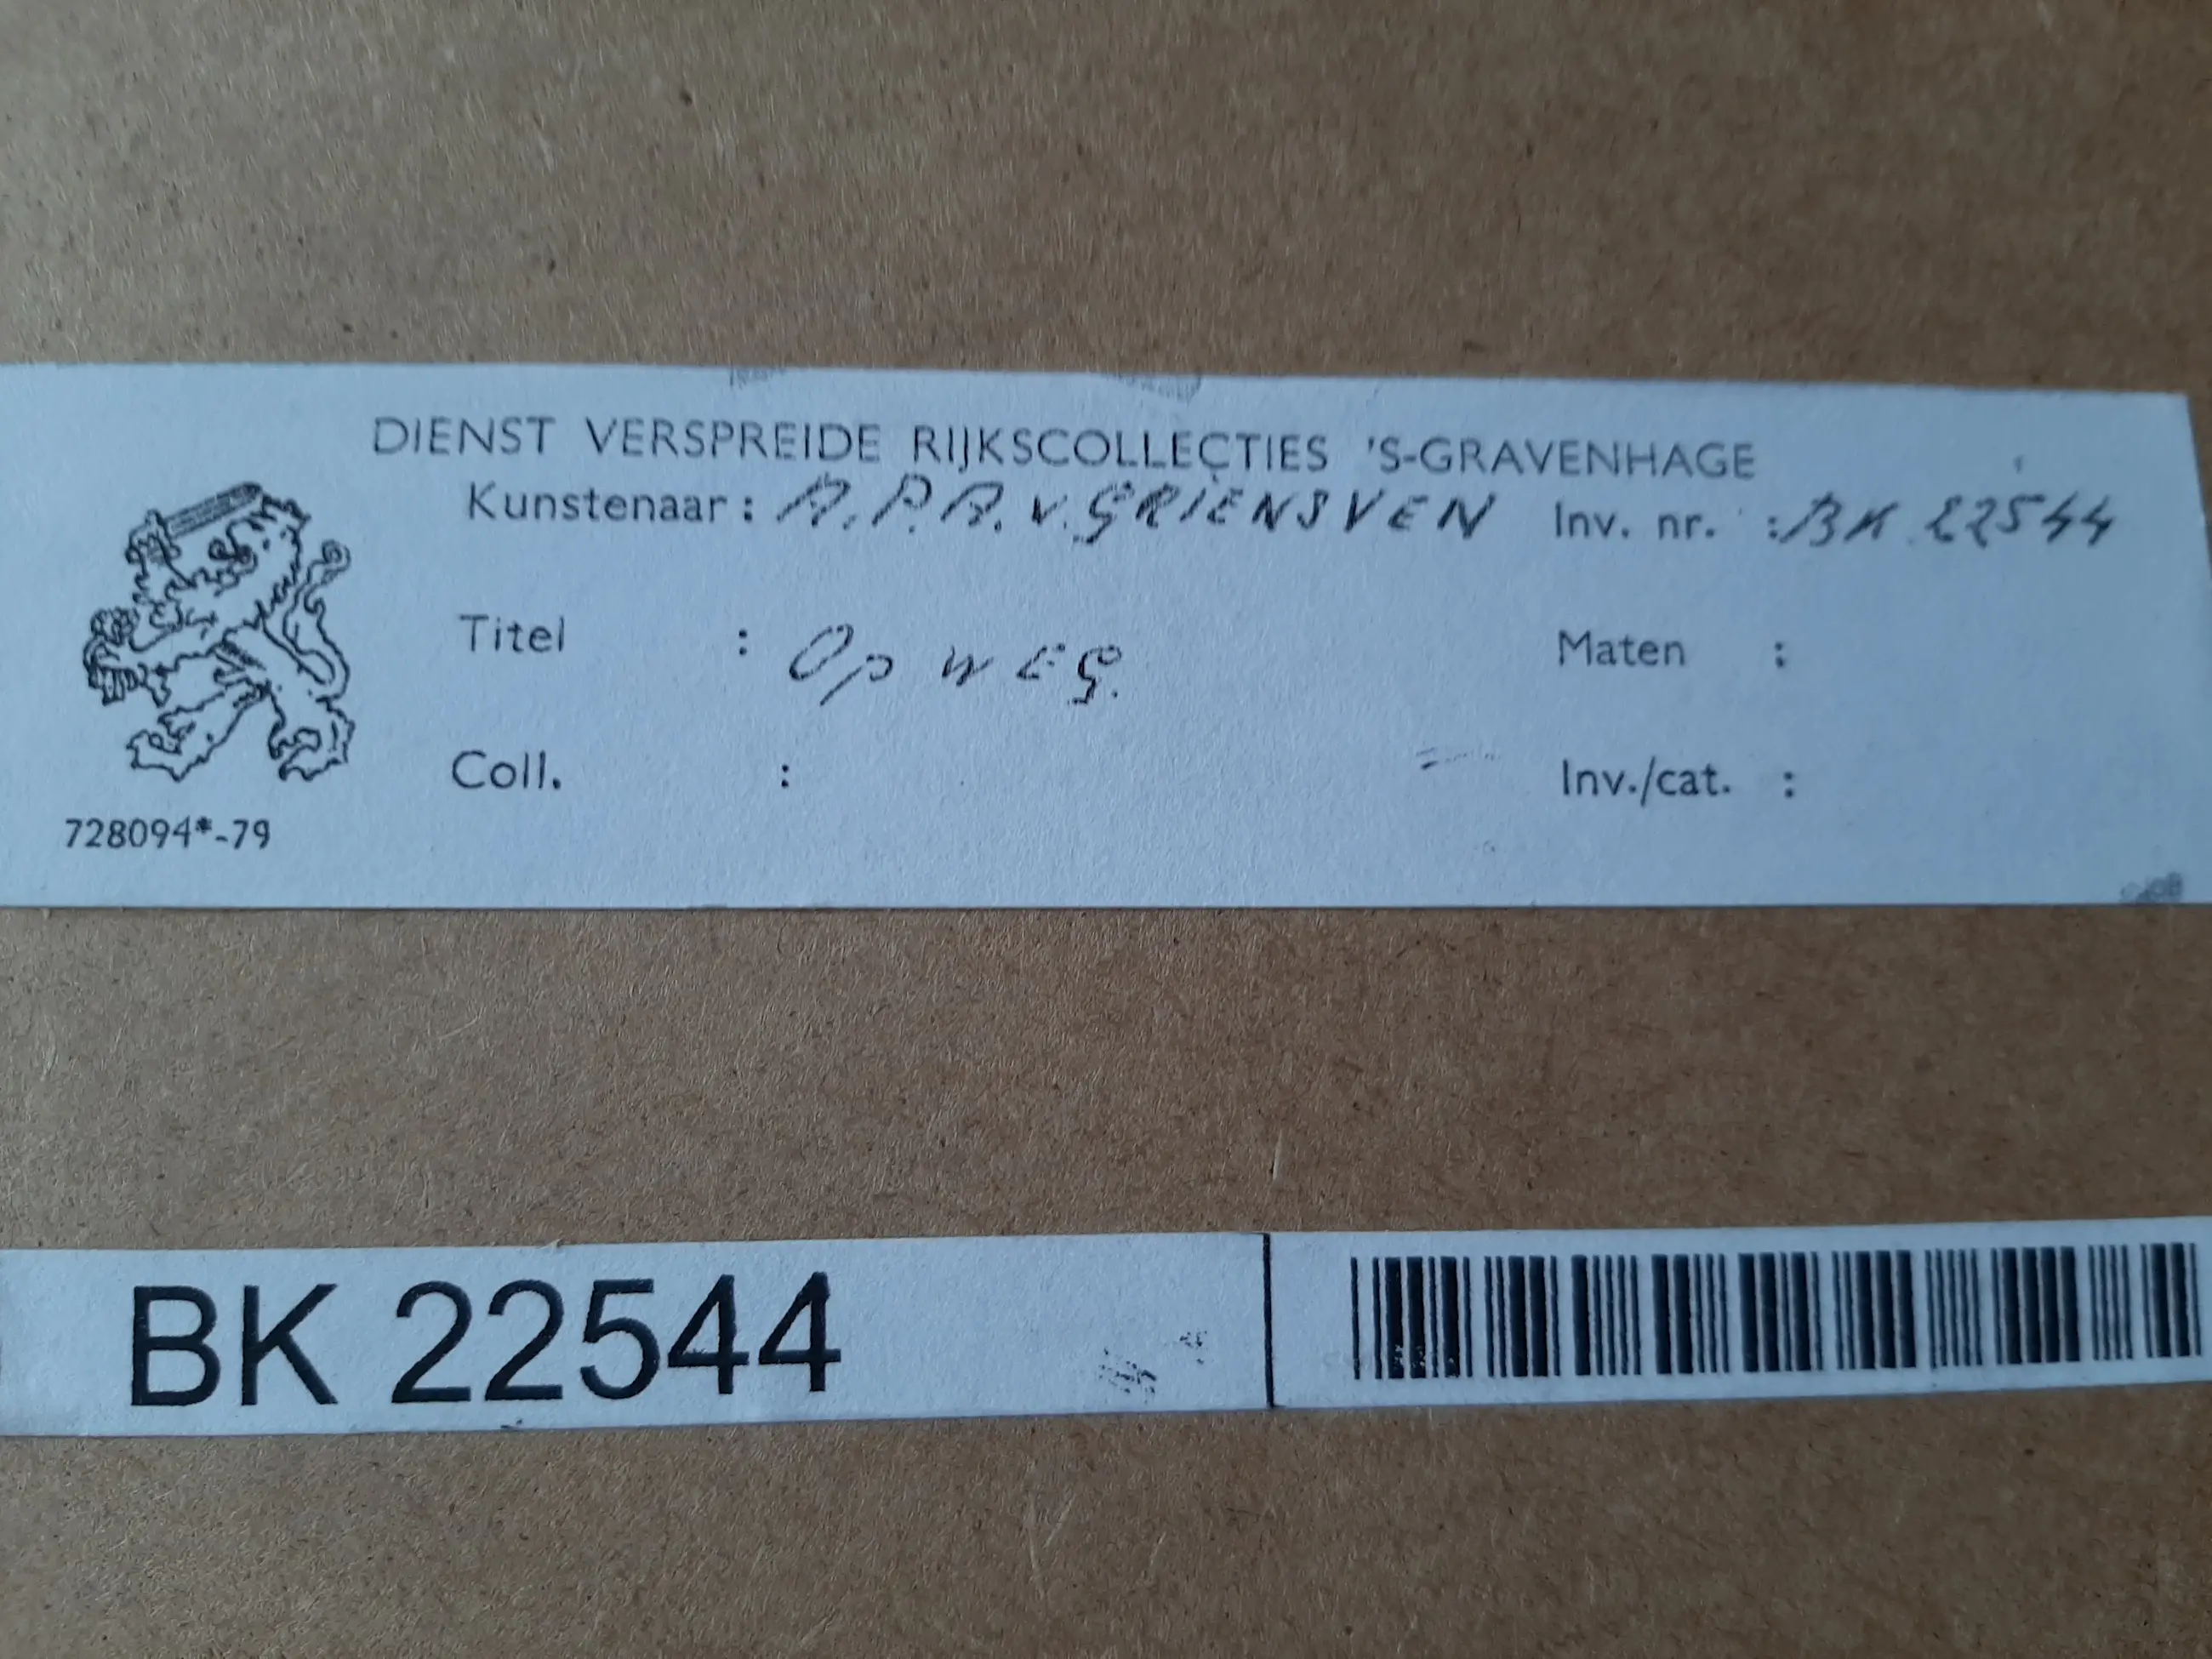 DIENST VERSPREIDE RIJKSCOLLECTIES 'S-GRAVENHAGE
Kunstenaar : A.P.A. v. GRIENSVEN Inv. nr. : BK 22544
Titel : Op WEG. Maten :
Coll. : Inv./cat. :
728094*-79
BK 22544